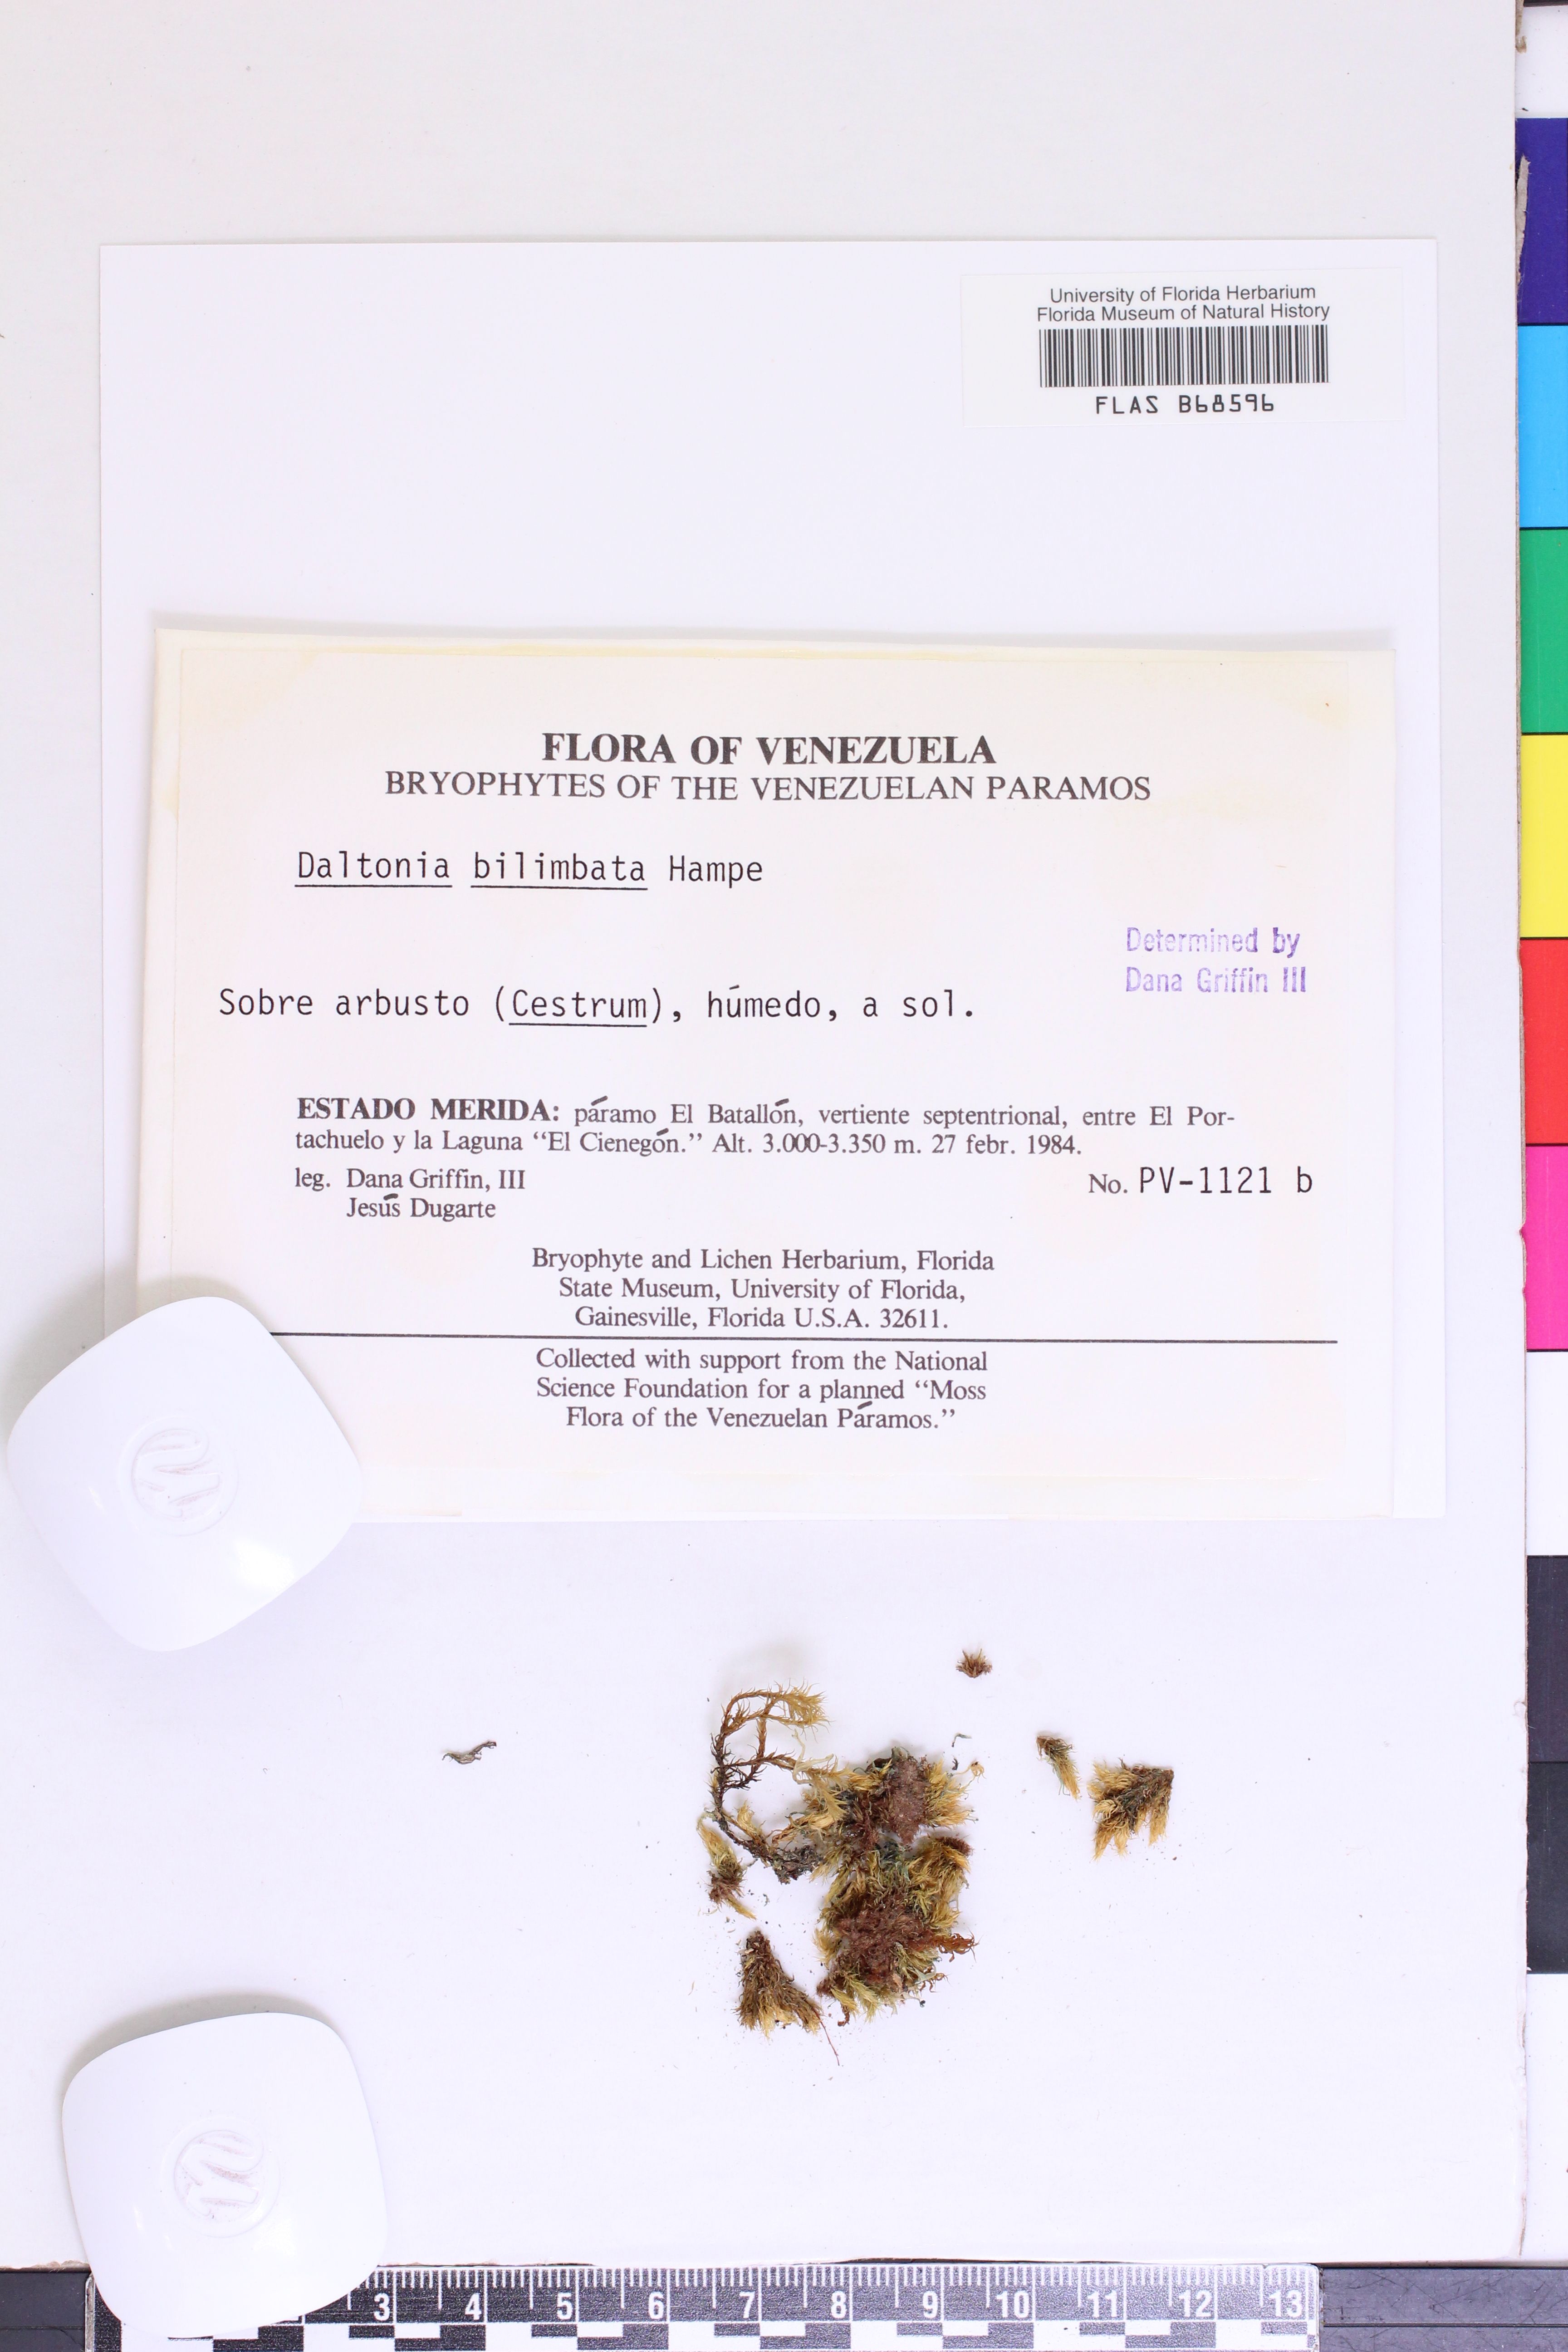 University of Florida Herbarium
Florida Museum of Natural History
FLAS B68596
FLORA OF VENEZUELA
BRYOPHYTES OF THE VENEZUELAN PARAMOS
Daltonia bilimbata Hampe
Determined by
Dana Griffin III
Sobre arbusto (Cestrum), húmedo, a sol.
ESTADO MERIDA: páramo El Batallón, vertiente septentrional, entre El Por-
tachuelo y la Laguna “El Cienegón.” Alt. 3.000-3.350 m. 27 febr. 1984.
leg. Dana Griffin, III
Jesús Dugarte
No. PV-1121 b
Bryophyte and Lichen Herbarium, Florida
State Museum, University of Florida,
Gainesville, Florida U.S.A. 32611.
Collected with support from the National
Science Foundation for a planned “Moss
Flora of the Venezuelan Páramos.”
3 4 5 6 7 8 9 10 11 12 13